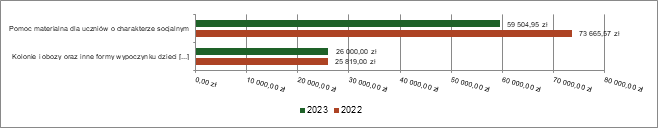 Pomoc materialna dla uczniów o charakterze socjalnym
59 504,95 zł
73 665,57 zł
Kolonie i obozy oraz inne formy wypoczynku dzieci [...]
26 000,00 zł
25 819,00 zł
0,00 zł 10 000,00 zł 20 000,00 zł 30 000,00 zł 40 000,00 zł 50 000,00 zł 60 000,00 zł 70 000,00 zł 80 000,00 zł
2023 2022